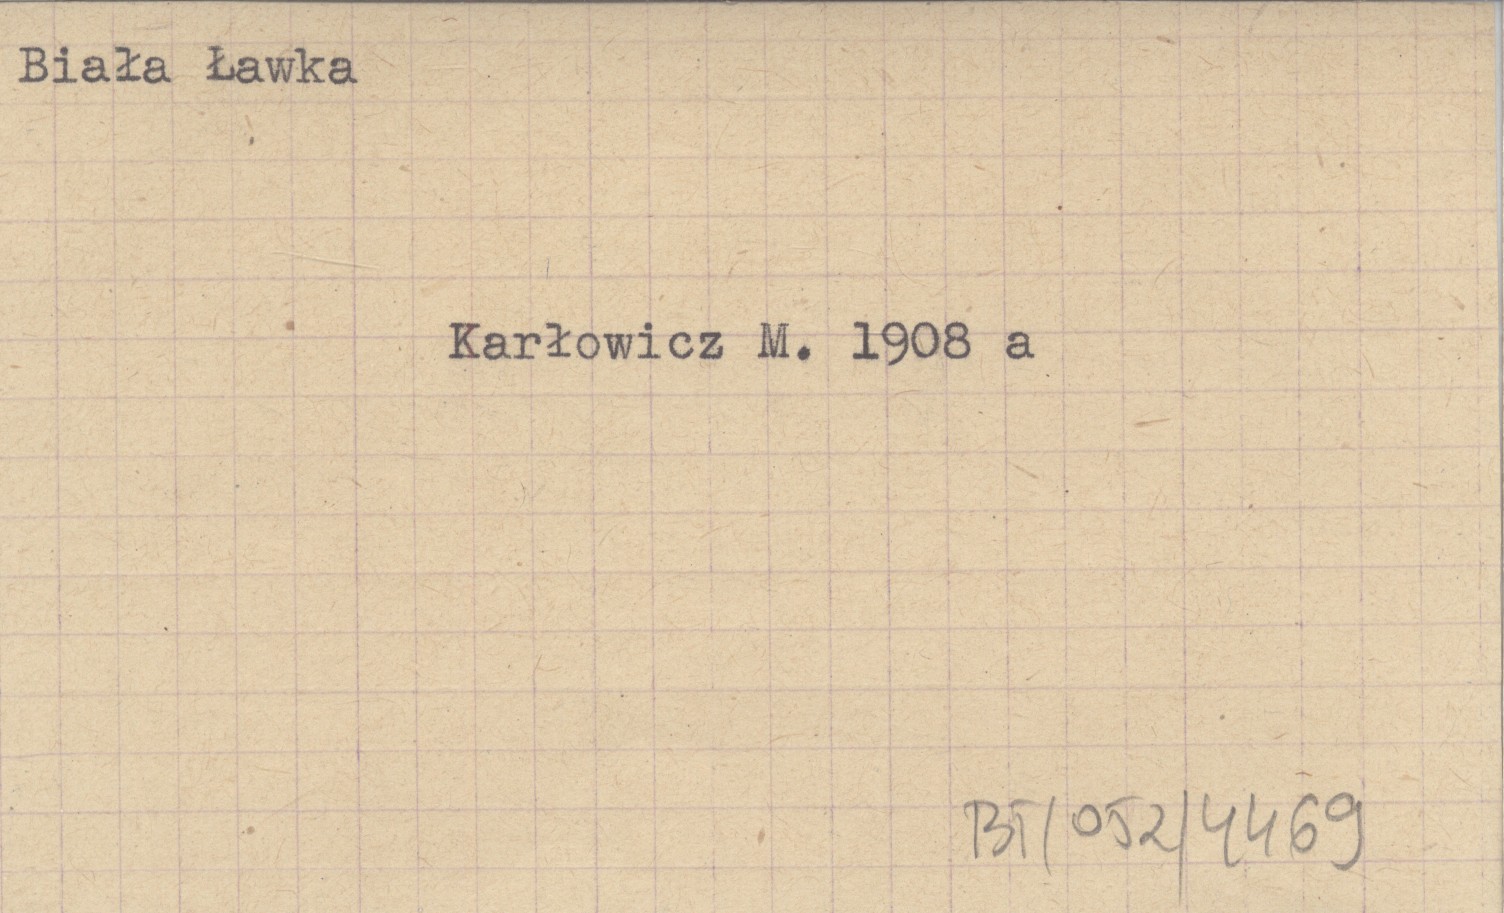 Biała Ławka
Karłowicz M. 1908 a
BT/052/4469